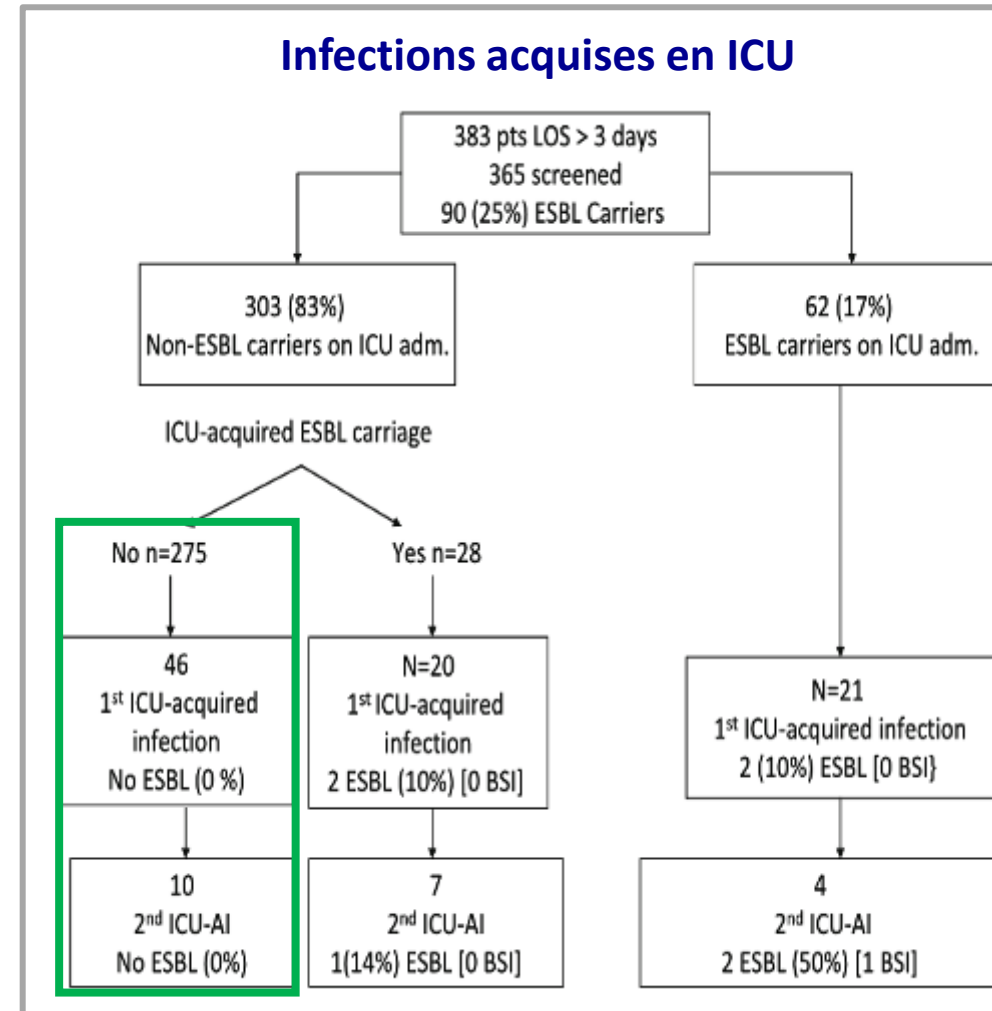 Infections acquises en ICU
383 pts LOS > 3 days
365 screened
90 (25%) ESBL Carriers
303 (83%)
Non-ESBL carriers on ICU adm.
62 (17%)
ESBL carriers on ICU adm.
ICU-acquired ESBL carriage
No n=275
Yes n=28
46
1st ICU-acquired
infection
No ESBL (0 %)
N=20
1st ICU-acquired
infection
2 ESBL (10%) [0 BSI]
N=21
1st ICU-acquired infection
2 (10%) ESBL [0 BSI}
10
2nd ICU-AI
No ESBL (0%)
7
2nd ICU-AI
1(14%) ESBL [0 BSI]
4
2nd ICU-AI
2 ESBL (50%) [1 BSI]